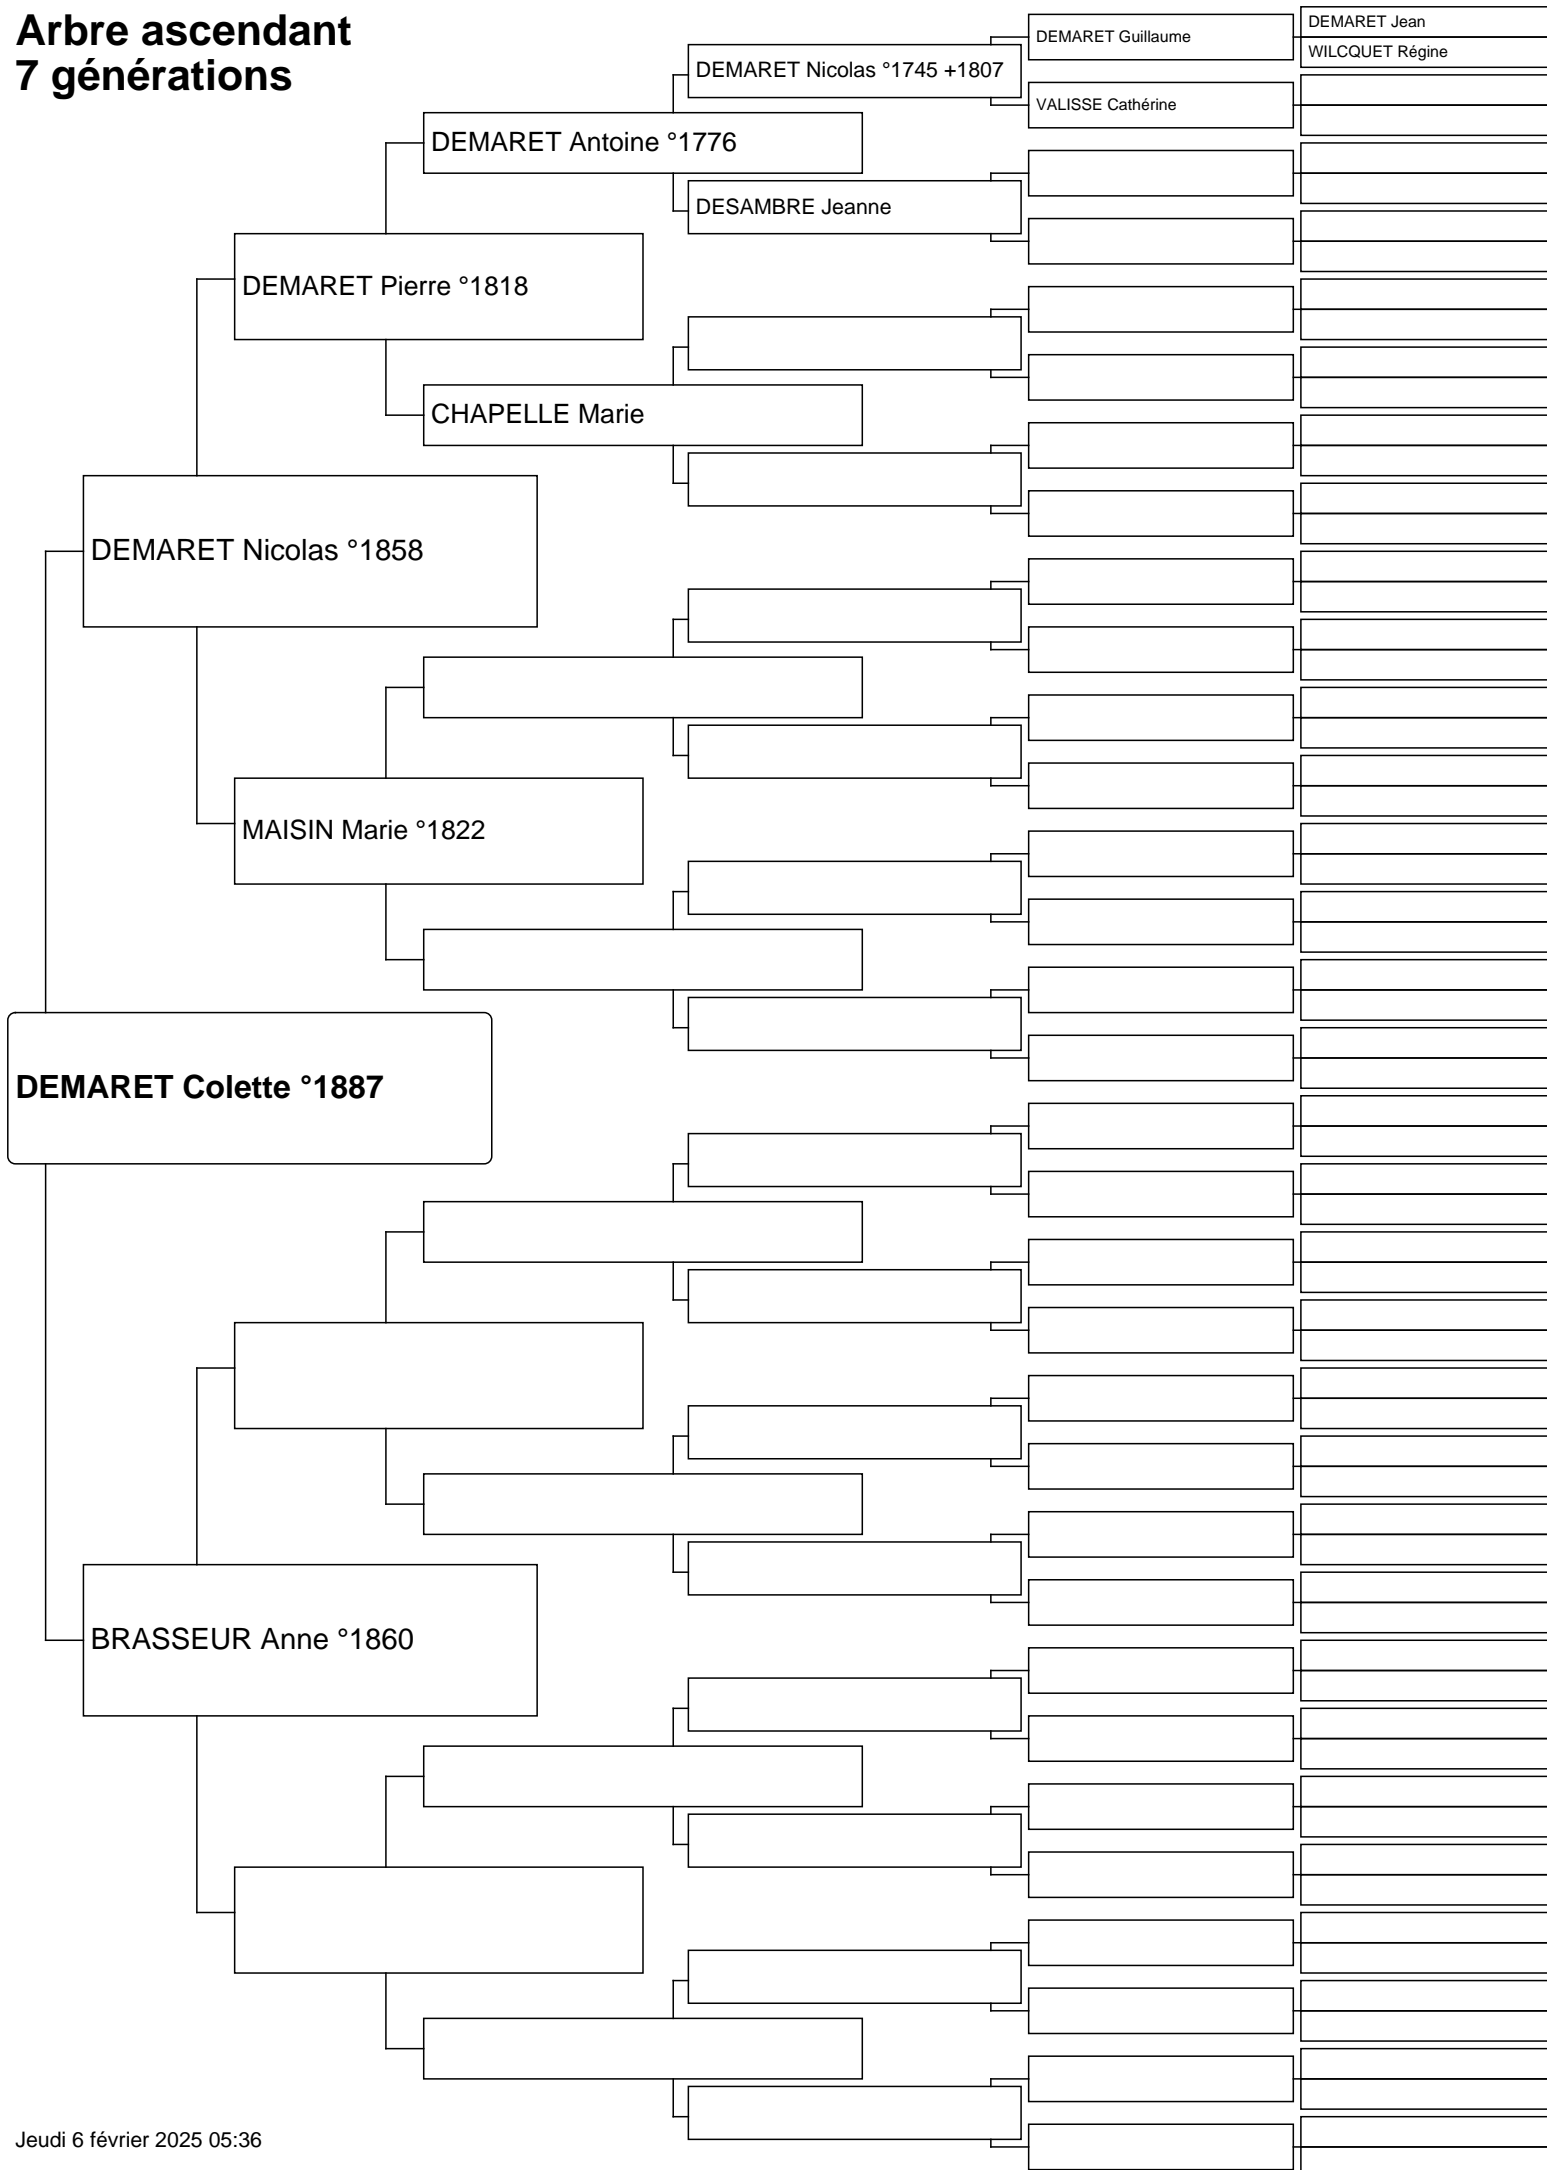 Arbre ascendant
7 générations
DEMARET Jean
WILCQUET Régine
DEMARET Guillaume
DEMARET Nicolas °1745 +1807
VALISSE Cathérine
DEMARET Antoine °1776
DESAMBRE Jeanne
DEMARET Pierre °1818
CHAPELLE Marie
DEMARET Nicolas °1858
MAISIN Marie °1822
DEMARET Colette °1887
BRASSEUR Anne °1860
Jeudi 6 février 2025 05:36